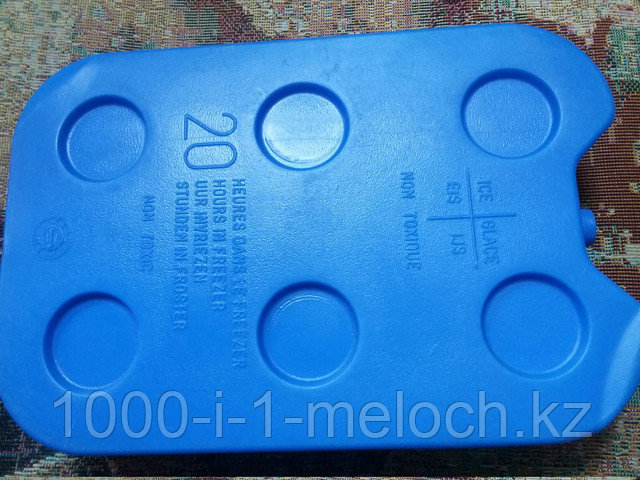 ICE GLACE
EIS IJS
NON TOXIQUE
20
HEURES DANS LE FREEZER
HOURS IN FREEZER
UUR INVRIEZEN
STUNDEN IM FROSTER
NON TOXIC
1000-i-1-meloch.kz